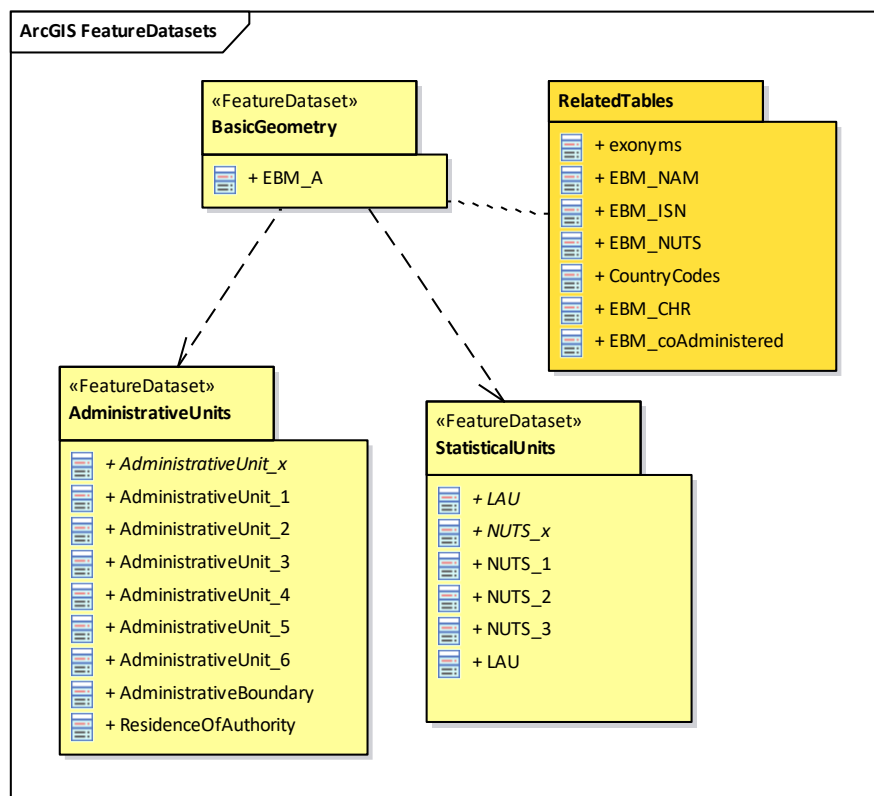 ArcGIS FeatureDatasets
«FeatureDataset»
BasicGeometry
+ EBM_A
RelatedTables
+ exonyms
+ EBM_NAM
+ EBM_ISN
+ EBM_NUTS
+ CountryCodes
+ EBM_CHR
+ EBM_coAdministered
«FeatureDataset»
AdministrativeUnits
+ AdministrativeUnit_x
+ AdministrativeUnit_1
+ AdministrativeUnit_2
+ AdministrativeUnit_3
+ AdministrativeUnit_4
+ AdministrativeUnit_5
+ AdministrativeUnit_6
+ AdministrativeBoundary
+ ResidenceOfAuthority
«FeatureDataset»
StatisticalUnits
+ LAU
+ NUTS_x
+ NUTS_1
+ NUTS_2
+ NUTS_3
+ LAU